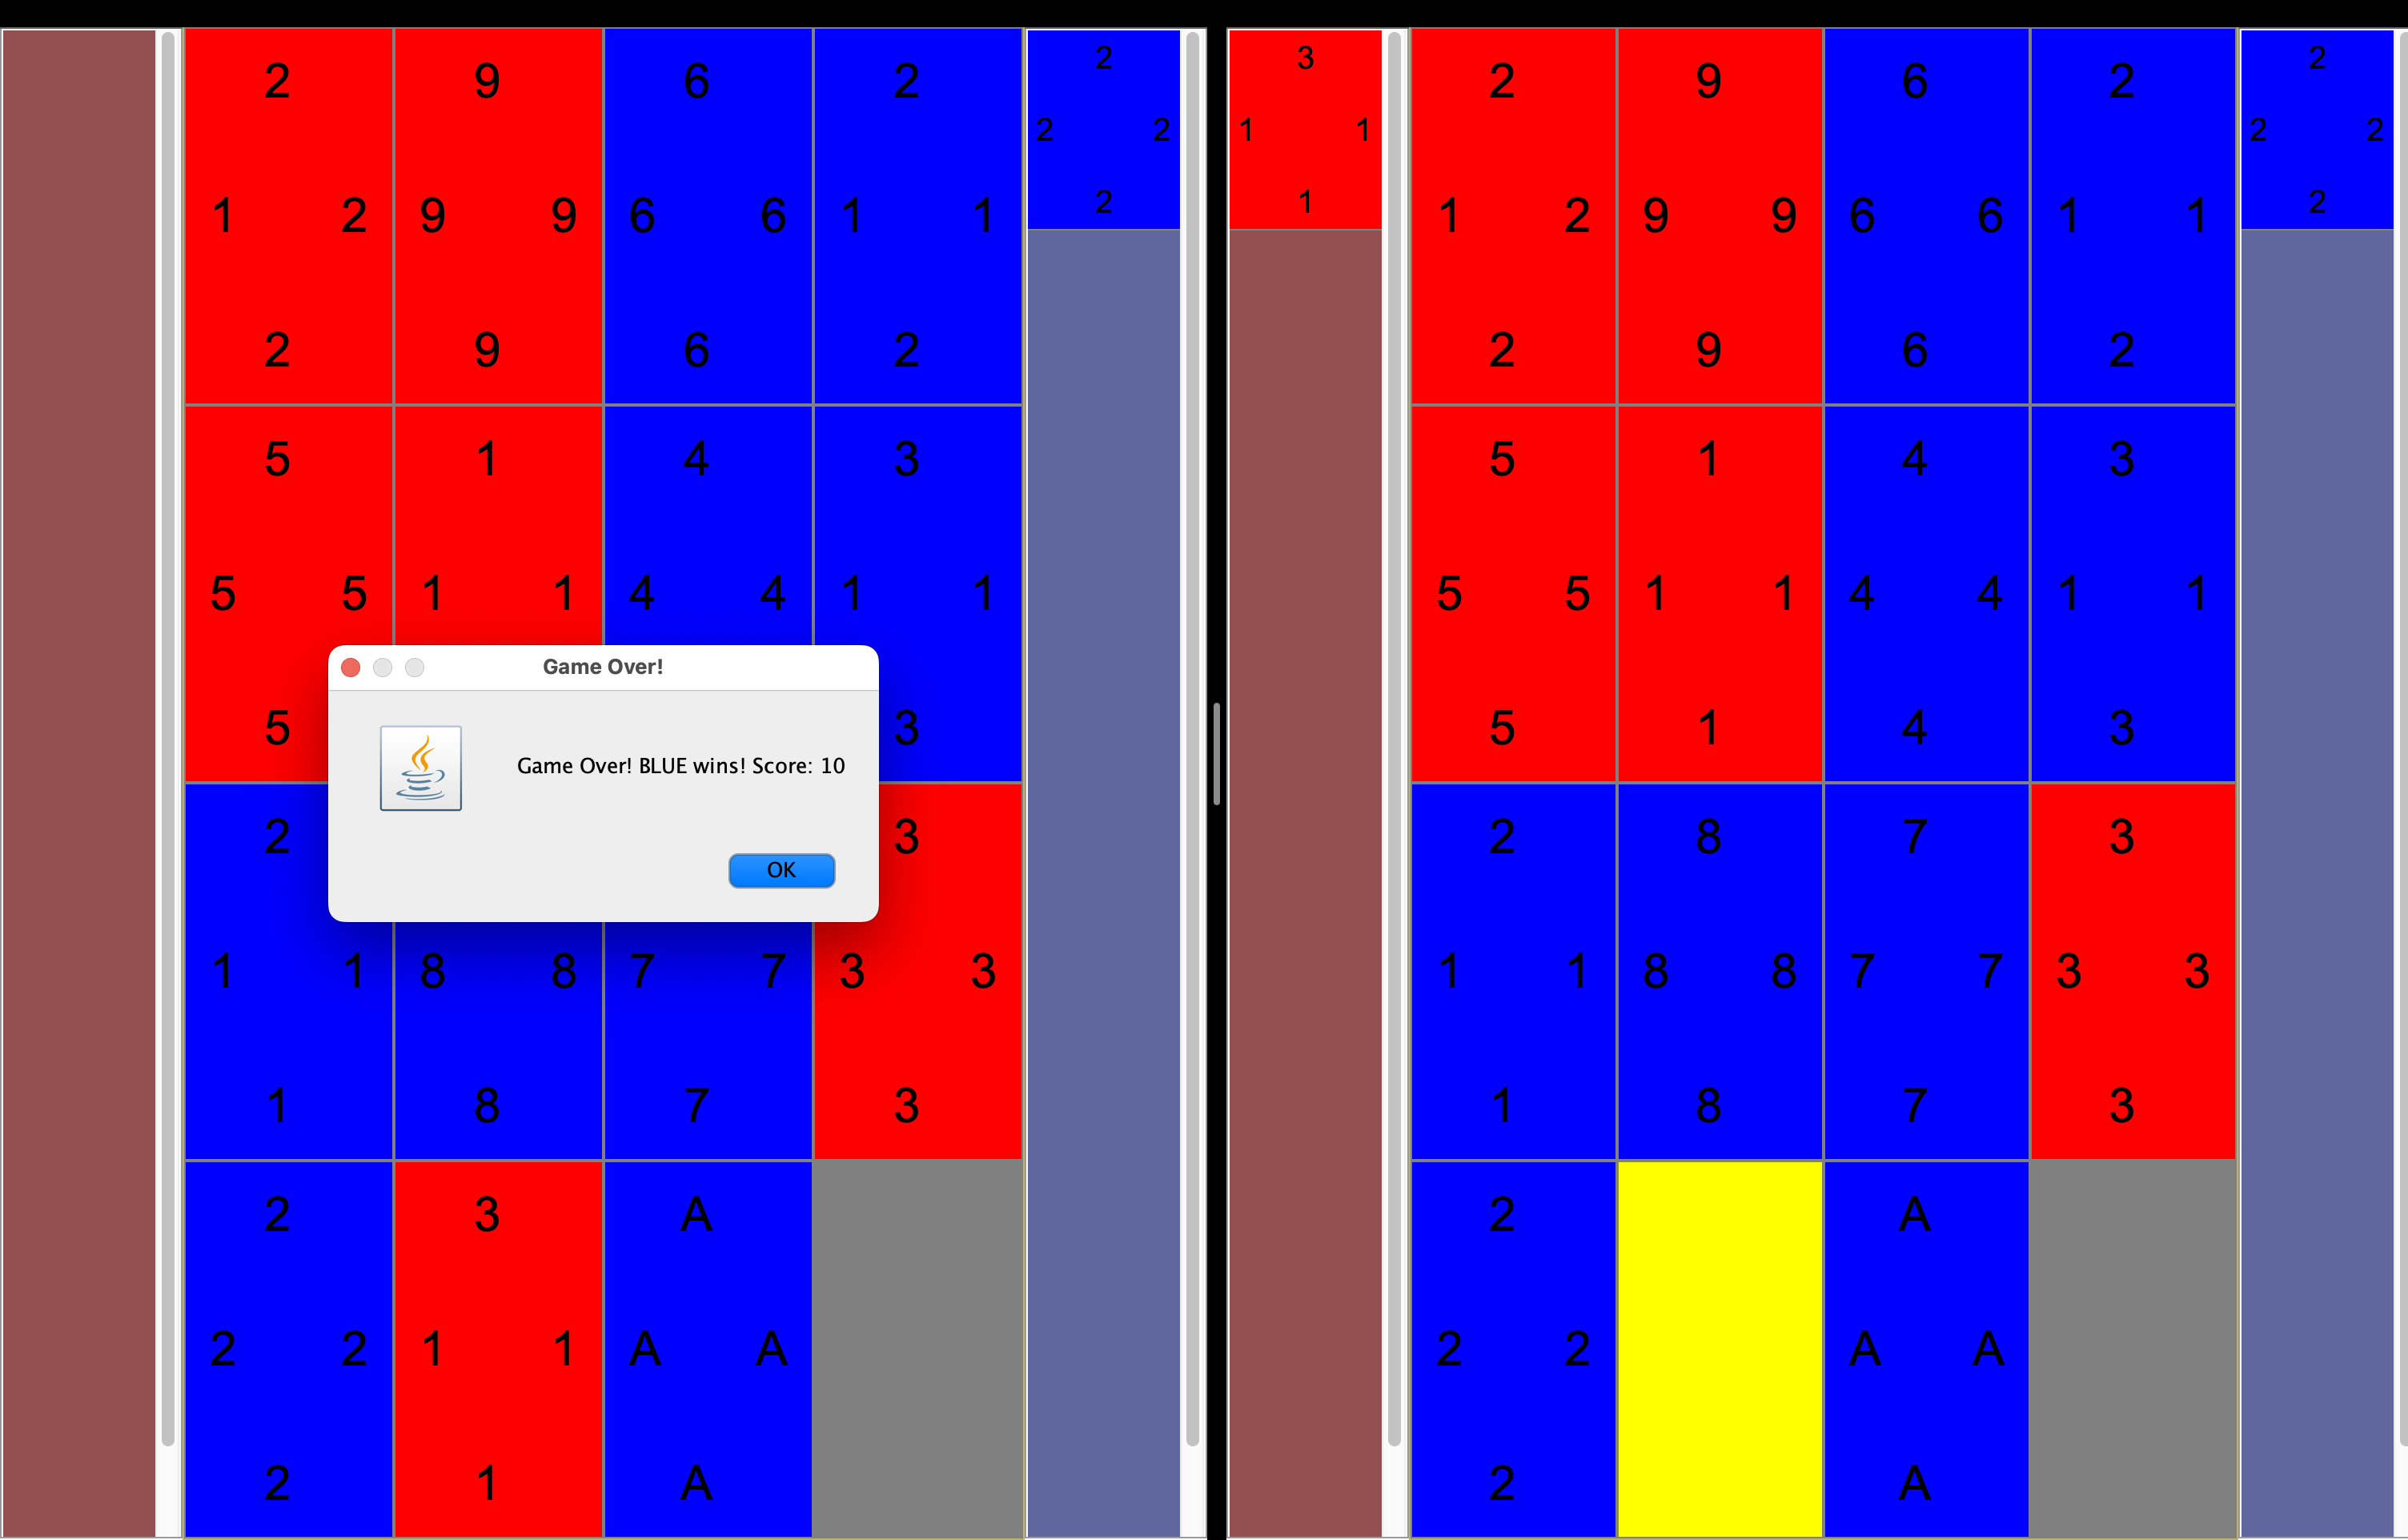 2 9 6 2
1 2 9 9 6 6 1 1
2 9 6 2
5 1 4 3
5 5 1 1 4 4 1 1
5 3
2 3
1 1 8 8 7 7 3 3
1 8 7 3
2 3 A
2 2 1 1 A A
2 1 A
Game Over!
Game Over! BLUE wins! Score: 10
OK
2
2 2
2
3
1 1
1
2 9 6 2
1 2 9 9 6 6 1 1
2 9 6 2
5 1 4 3
5 5 1 1 4 4 1 1
5 1 4 3
2 8 7 3
1 1 8 8 7 7 3 3
1 8 7 3
2 A
2 2 A A
2 A
2
2 2
2